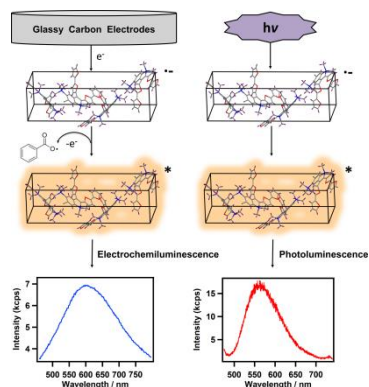 Glassy Carbon Electrodes
hν
e⁻
•-
•-
O•
O
-e⁻
*
*
Electrochemiluminescence
Photoluminescence
Intensity (kcps)
7
6
5
4
500 550 600 650 700 750
Wavelength / nm
Intensity (kcps)
15
10
5
500 550 600 650 700
Wavelength / nm